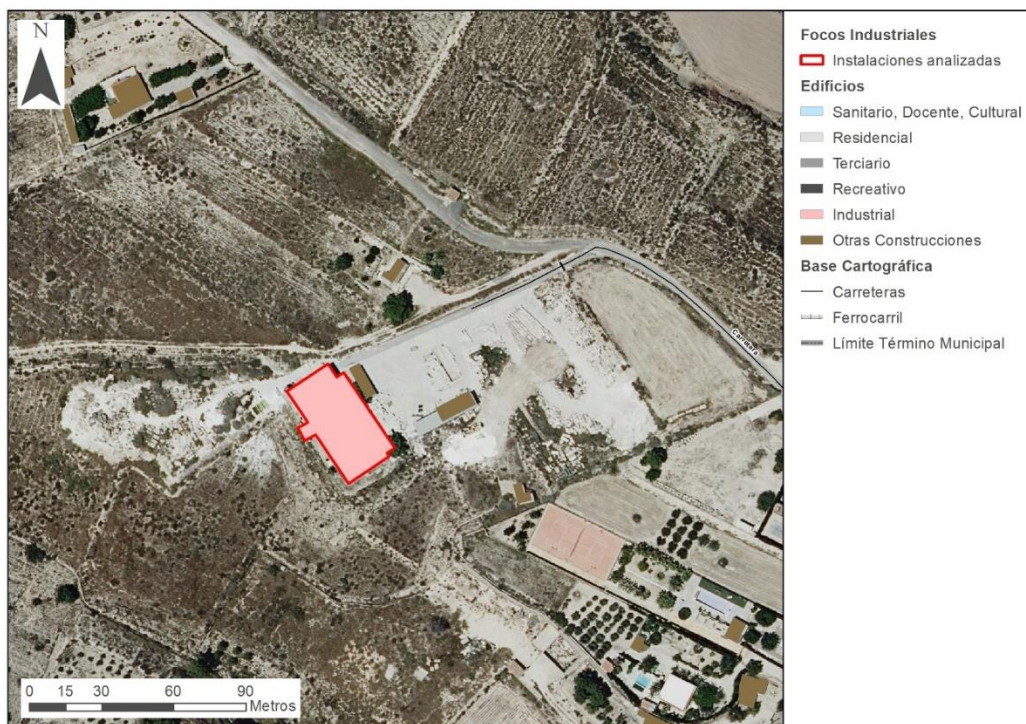 N
Carretera
0 15 30 60 90
Metros
Focos Industriales
Instalaciones analizadas
Edificios
Sanitario, Docente, Cultural
Residencial
Terciario
Recreativo
Industrial
Otras Construcciones
Base Cartográfica
Carreteras
Ferrocarril
Límite Término Municipal